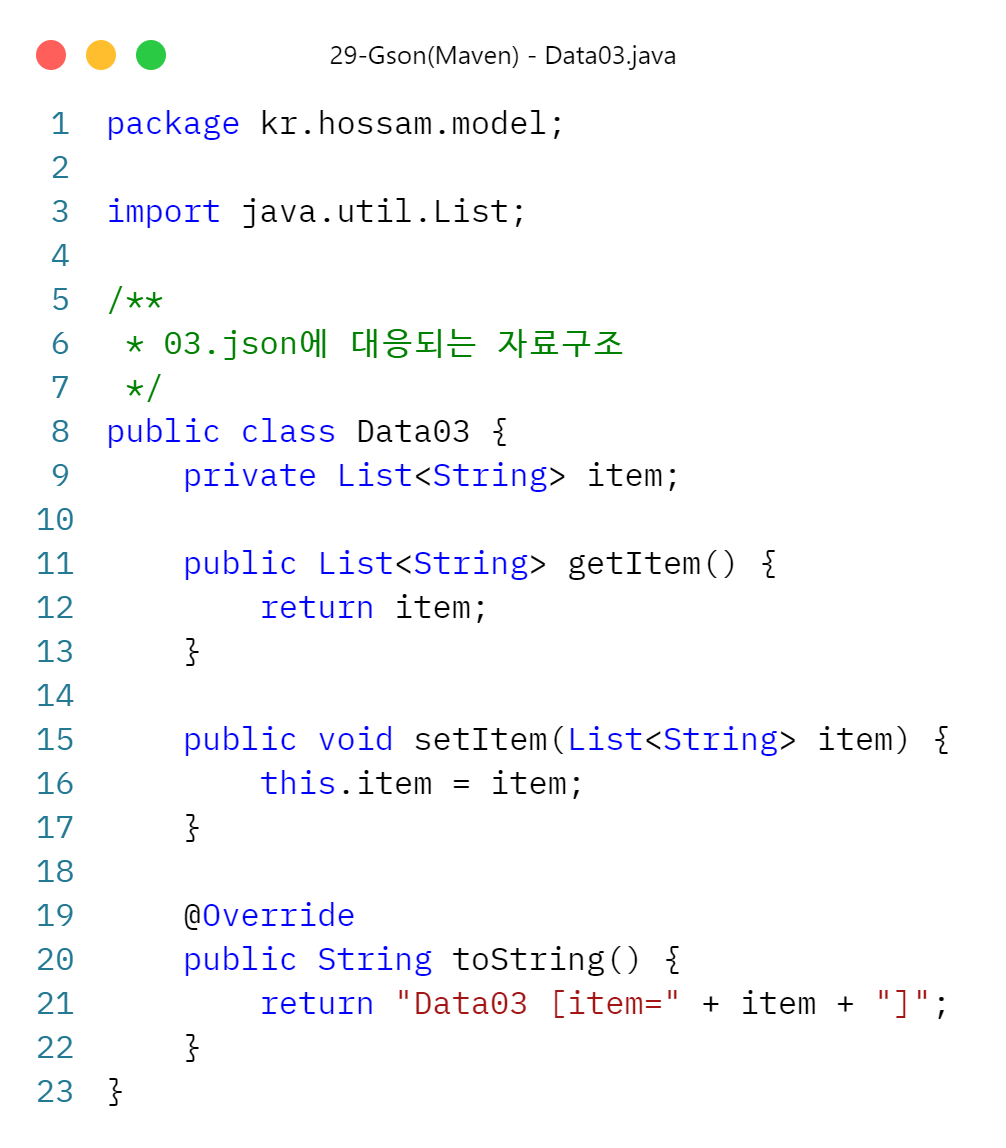 29-Gson(Maven) - Data03.java
1 package kr.hossam.model;
2
3 import java.util.List;
4
5 /**
6  * 03.json에 대응되는 자료구조
7  */
8 public class Data03 {
9     private List<String> item;
10
11     public List<String> getItem() {
12         return item;
13     }
14
15     public void setItem(List<String> item) {
16         this.item = item;
17     }
18
19     @Override
20     public String toString() {
21         return "Data03 [item=" + item + "]";
22     }
23 }